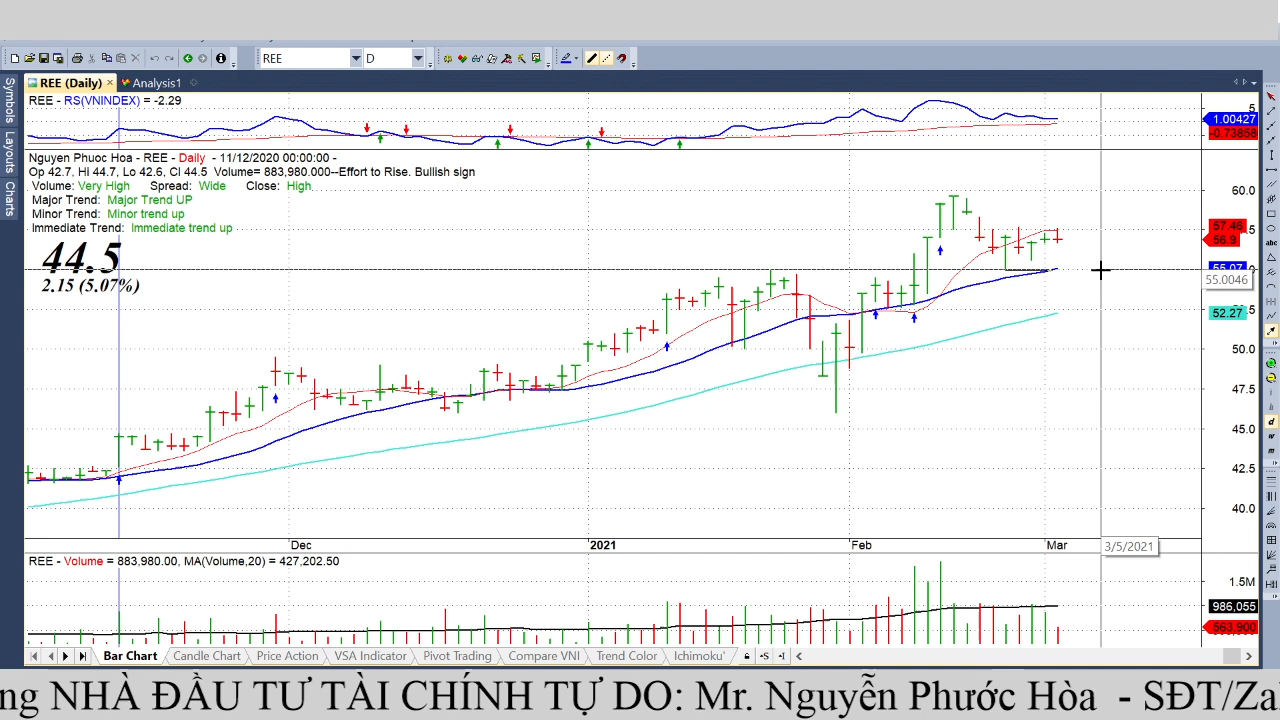 REE D
Symbols
Layouts
Charts
REE (Daily) Analysis1
REE - RS(VNINDEX) = -2.29
5
1.00427
-0.73868
Nguyen Phuoc Hoa - REE - Daily - 11/12/2020 00:00:00 -
Op 42.7, Hi 44.7, Lo 42.6, Cl 44.5 Volume= 883,980.000--Effort to Rise. Bullish sign
Volume: Very High Spread: Wide Close: High
Major Trend: Major Trend UP
Minor Trend: Minor trend up
Immediate Trend: Immediate trend up
44.5
2.15 (5.07%)
60.0
57.46
56.9
55.07
55.0046
52.27
50.0
47.5
45.0
42.5
40.0
Dec 2021 Feb Mar 3/5/2021
REE - Volume = 883,980.00, MA(Volume,20) = 427,202.50
1.5M
986,055
563,900
Bar Chart Candle Chart Price Action VSA Indicator Pivot Trading Compare VNI Trend Color Ichimoku'
ng NHÀ ĐẦU TƯ TÀI CHÍNH TỰ DO: Mr. Nguyễn Phước Hòa - SĐT/Za